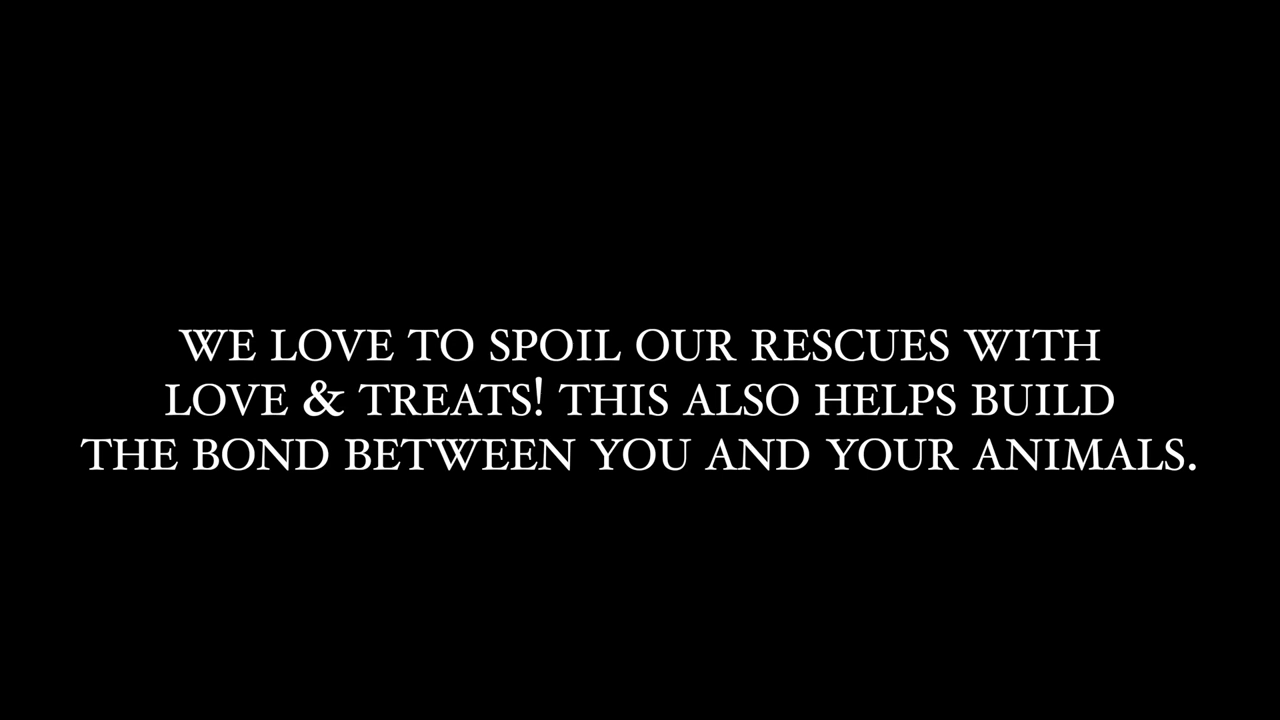 WE LOVE TO SPOIL OUR RESCUES WITH
LOVE & TREATS! THIS ALSO HELPS BUILD
THE BOND BETWEEN YOU AND YOUR ANIMALS.